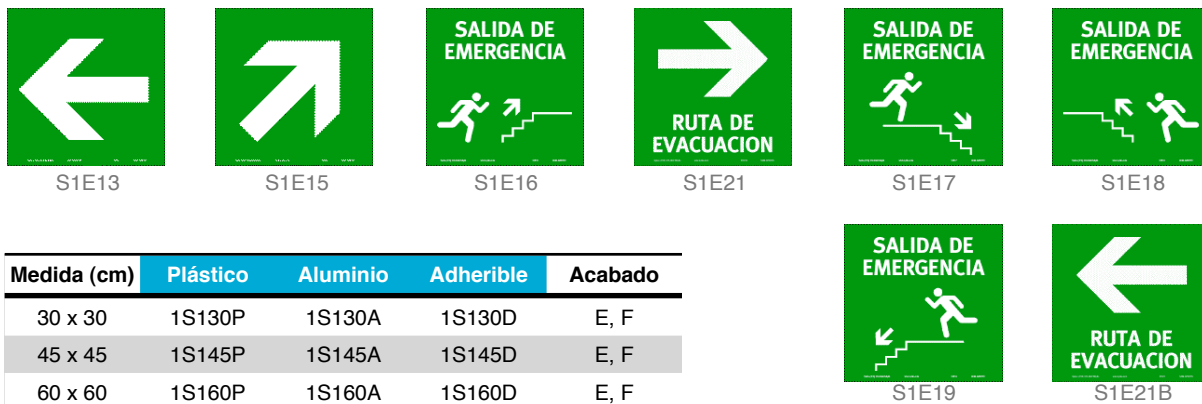 SALIDA DE
EMERGENCIA
RUTA DE
EVACUACION
SALIDA DE
EMERGENCIA
SALIDA DE
EMERGENCIA
S1E13
S1E15
S1E16
S1E21
S1E17
S1E18
Medida (cm) Plástico Aluminio Adherible Acabado
30 x 30 1S130P 1S130A 1S130D E, F
45 x 45 1S145P 1S145A 1S145D E, F
60 x 60 1S160P 1S160A 1S160D E, F
SALIDA DE
EMERGENCIA
RUTA DE
EVACUACION
S1E19
S1E21B